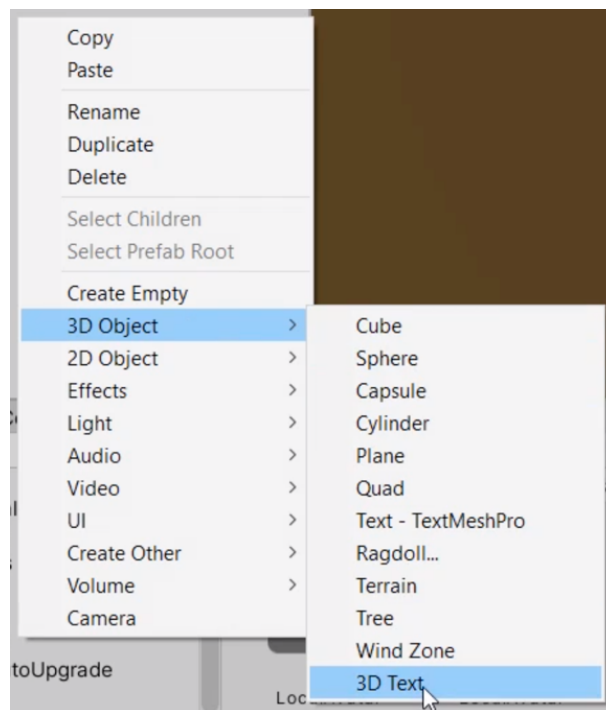 Copy
Paste
Rename
Duplicate
Delete
Select Children
Select Prefab Root
Create Empty
3D Object
2D Object
Effects
Light
Audio
Video
UI
Create Other
Volume
Camera
Cube
Sphere
Capsule
Cylinder
Plane
Quad
Text - TextMeshPro
Ragdoll...
Terrain
Tree
Wind Zone
3D Text
toUpgrade